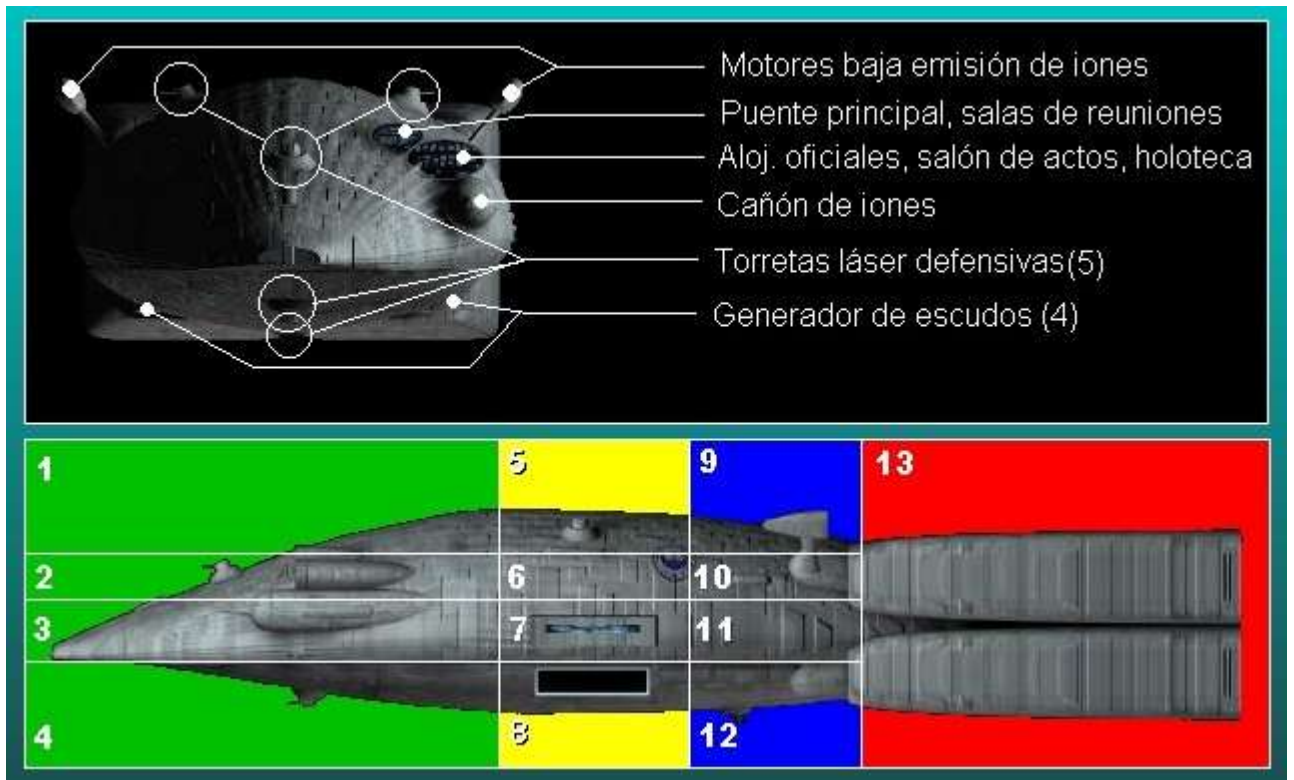 Motores baja emisión de iones
Puente principal, salas de reuniones
Aloj. oficiales, salón de actos, holoteca
Cañón de iones
Torretas láser defensivas(5)
Generador de escudos (4)
1
5
9
13
2
6
10
3
7
11
4
8
12